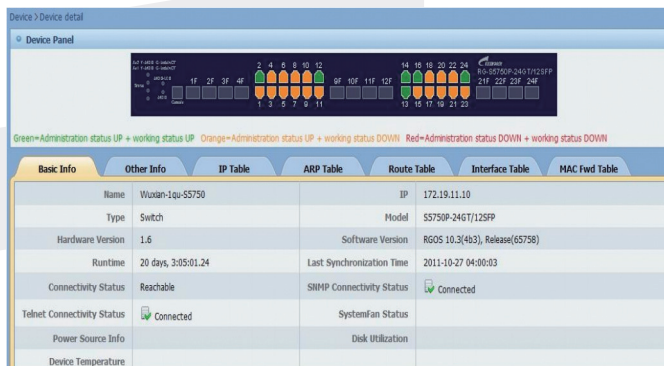 Device > Device detail
Device Panel
2 4 6 8 10 12 14 16 18 20 22 24
RG-S5750P-24GT/12SFP
1F 2F 3F 4F 9F 10F 11F 12F 21F 22F 23F 24F
Console
1 3 5 7 9 11 13 15 17 19 21 23
Green=Administration status UP + working status UP Orange=Administration status UP + working status DOWN Red=Administration status DOWN + working status DOWN
Basic Info Other Info IP Table ARP Table Route Table Interface Table MAC Fwd Table
Name Wuxian-1qu-S5750 IP 172.19.11.10
Type Switch Model S5750P-24GT/12SFP
Hardware Version 1.6 Software Version RGOS 10.3(4b3), Release(65758)
Runtime 20 days, 3:05:01.24 Last Synchronization Time 2011-10-27 04:00:03
Connectivity Status Reachable SNMP Connectivity Status Connected
Telnet Connectivity Status Connected SystemFan Status
Power Source Info Disk Utilization
Device Temperature